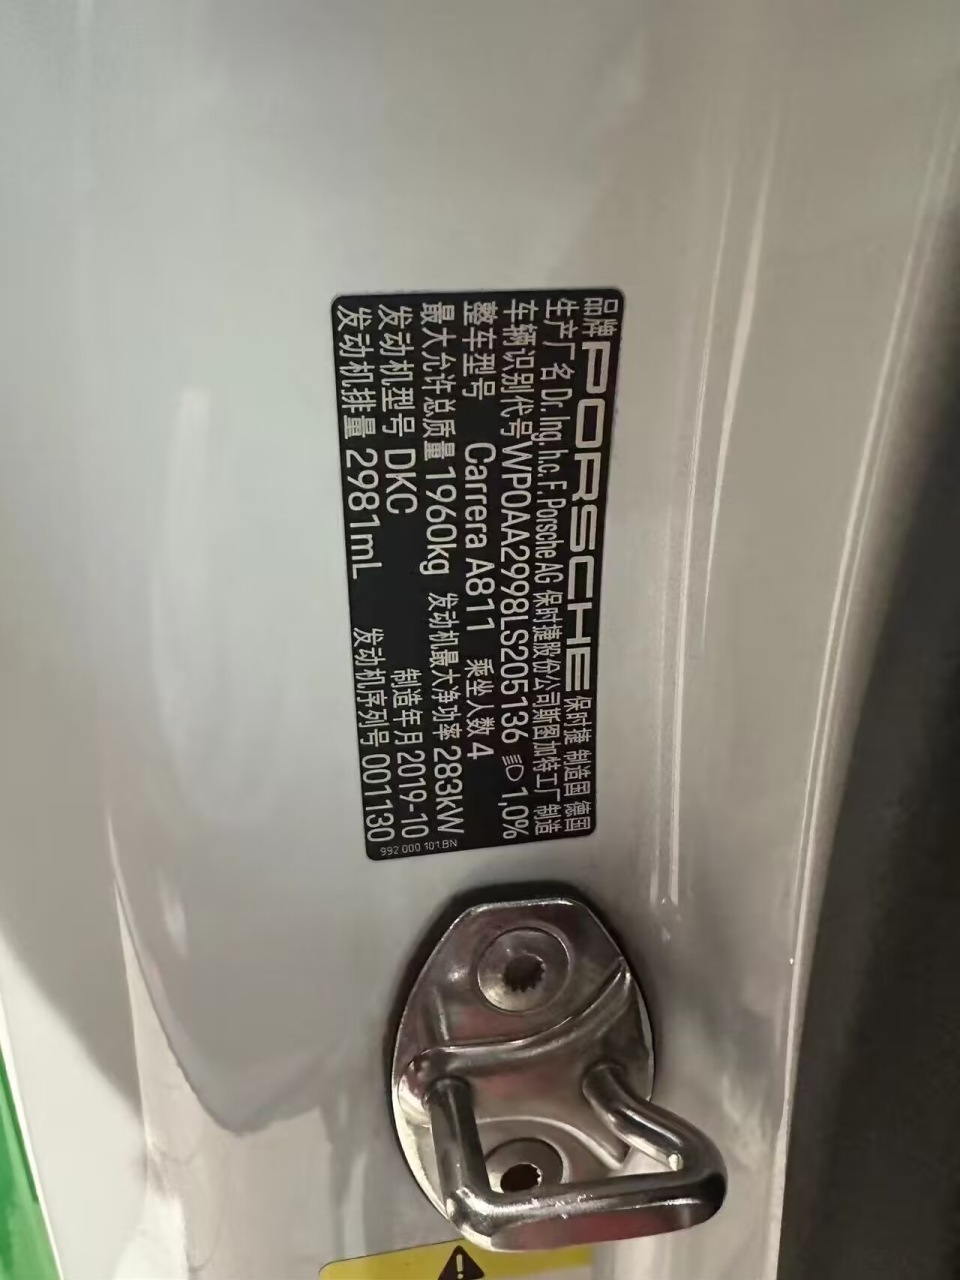 品牌 PORSCHE 保时捷 制造国 德国
生产厂名 Dr. Ing. h.c. F. Porsche AG 保时捷股份公司斯图加特工厂制造
车辆识别代号 WP0AA2998LS205136 1,0%
整车型号 Carrera A811 乘坐人数 4
最大允许总质量 1960kg 发动机最大净功率 283kW
发动机型号 DKC 制造年月 2019-10
发动机排量 2981mL 发动机序列号 001130
992 000 101 BN